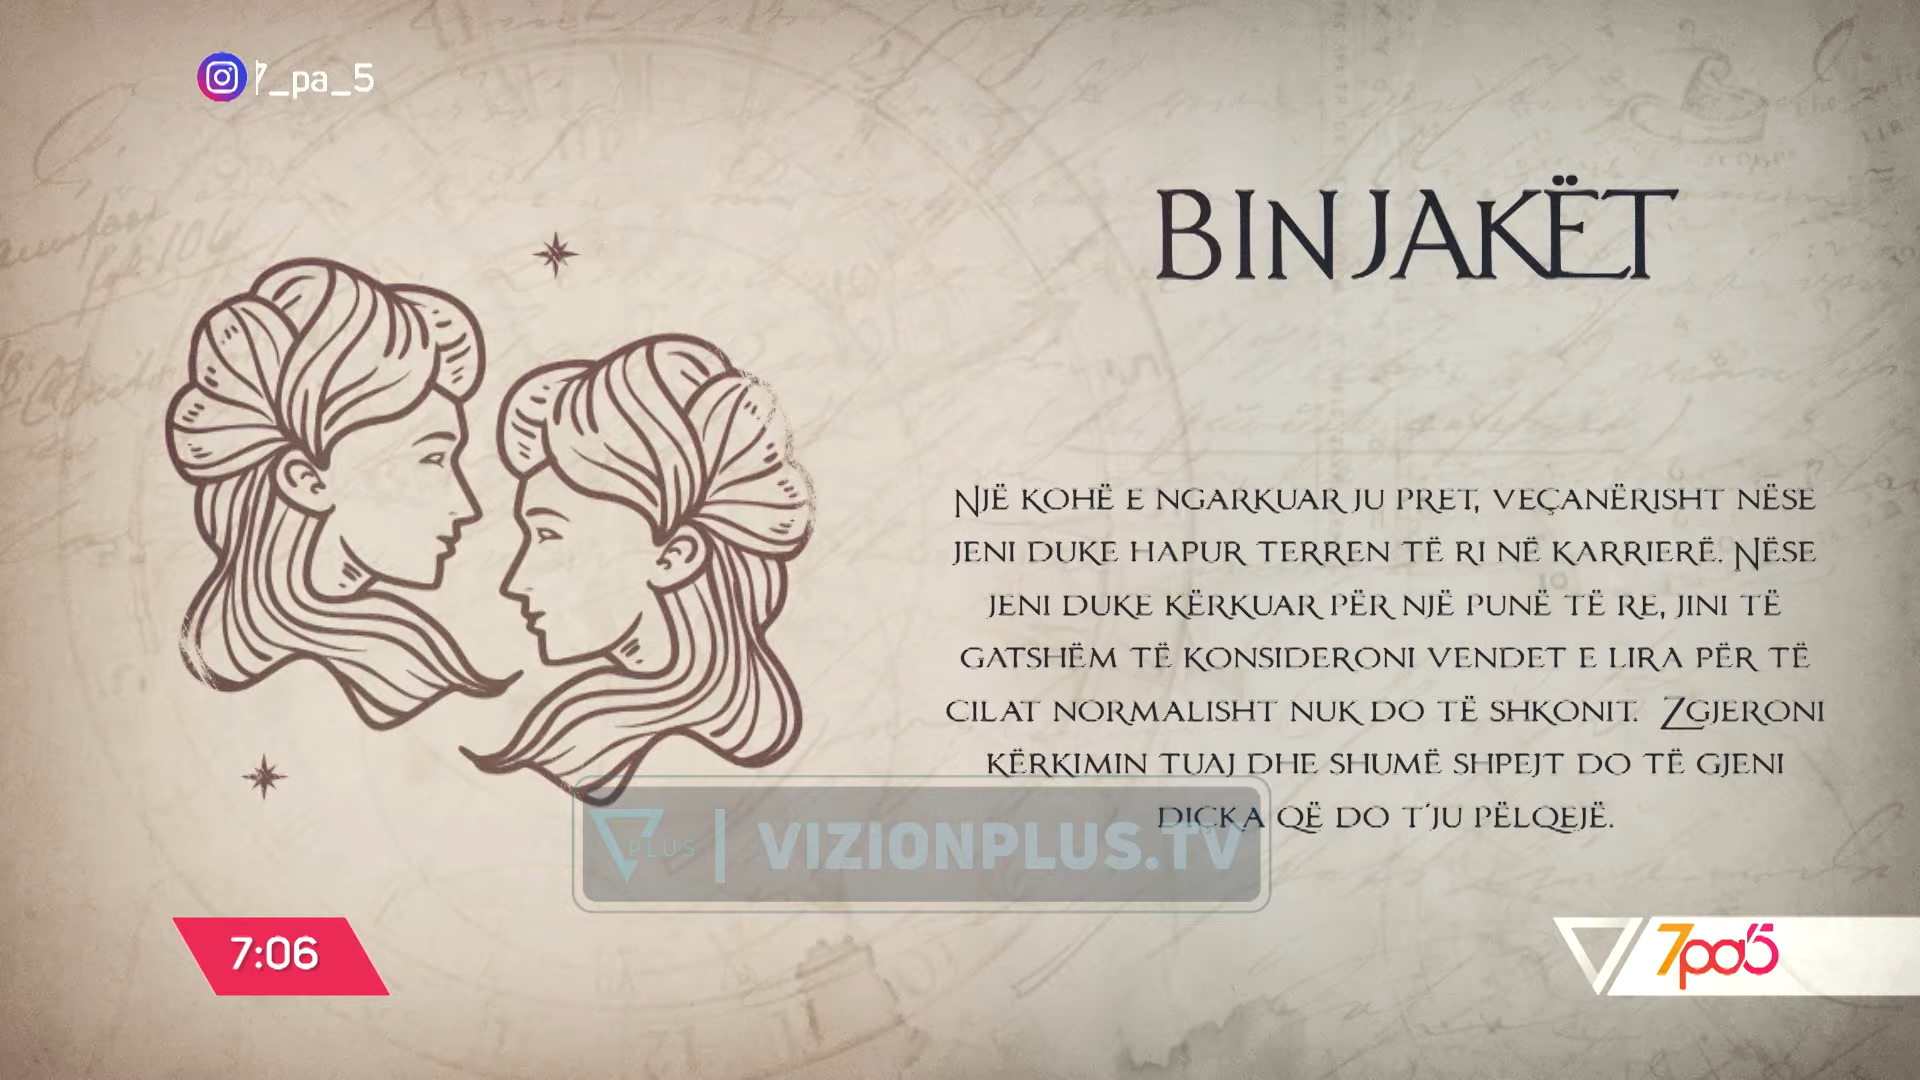 7_pa_5
BINJAKËT
NJË KOHË E NGARKUAR JU PRET, VEÇANËRISHT NËSE
JENI DUKE HAPUR TERREN TË RI NË KARRIERË. NËSE
JENI DUKE KËRKUAR PËR NJË PUNË TË RE, JINI TË
GATSHËM TË KONSIDERONI VENDET E LIRA PËR TË
CILAT NORMALISHT NUK DO TË SHKONIT. ZGJERONI
KËRKIMIN TUAJ DHE SHUMË SHPEJT DO TË GJENI
DIÇKA QË DO T'JU PËLQEJË.
PLUS | VIZIONPLUS.TV
7:06
7pa5